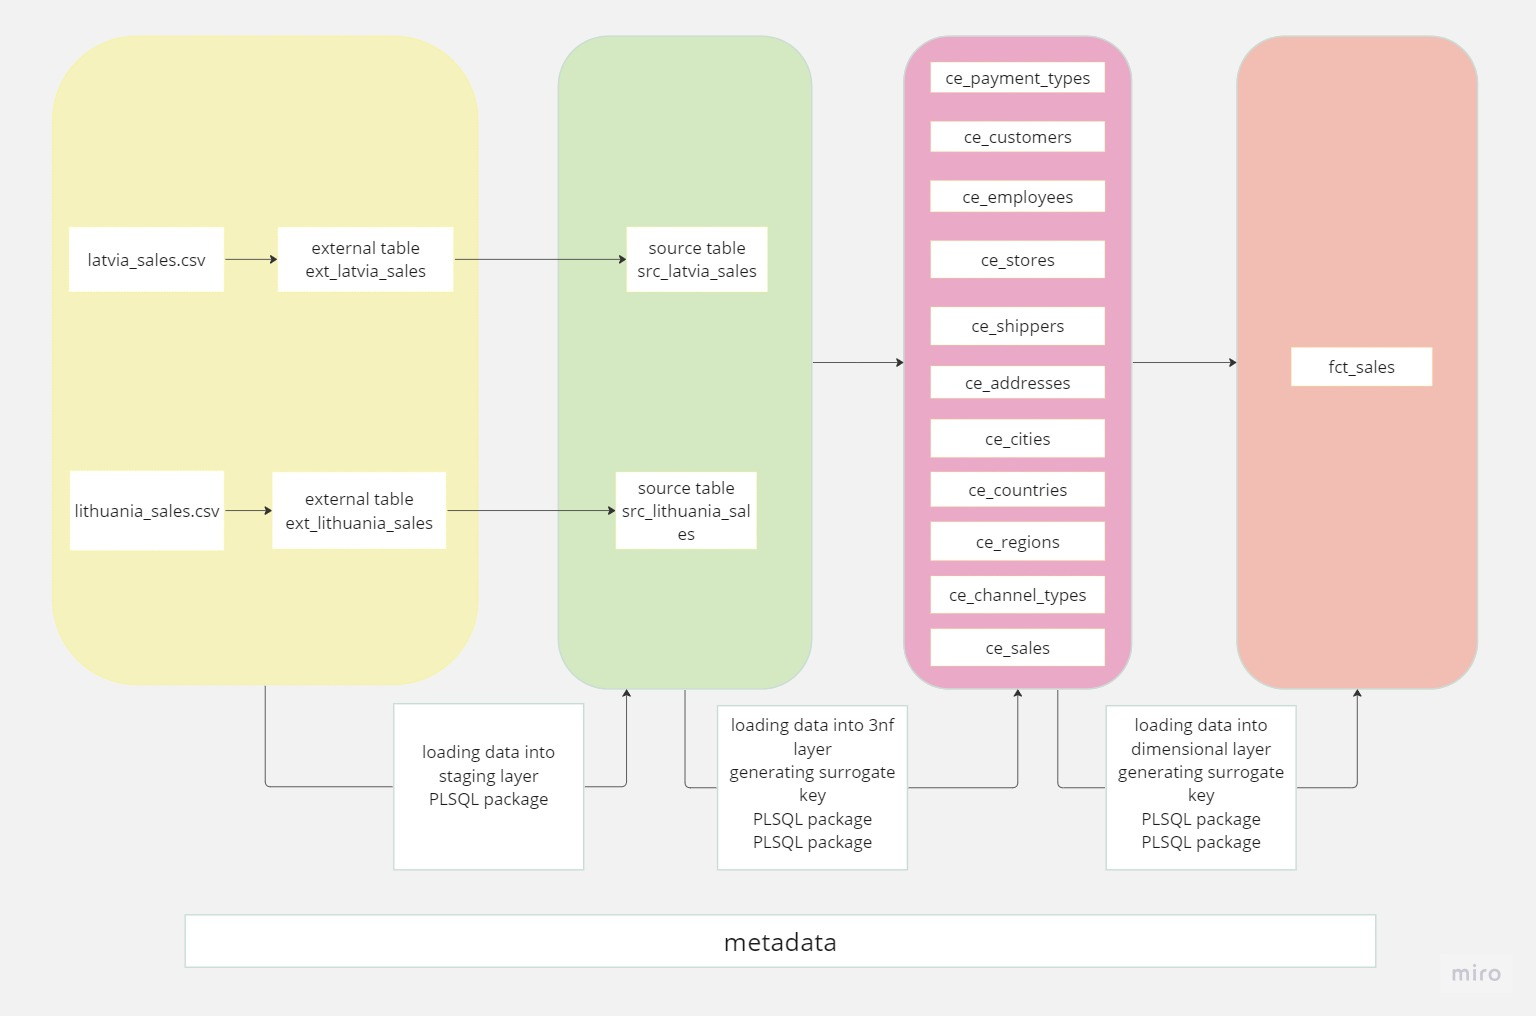 latvia_sales.csv
external table
ext_latvia_sales
lithuania_sales.csv
external table
ext_lithuania_sales
source table
src_latvia_sales
source table
src_lithuania_sal
es
ce_payment_types
ce_customers
ce_employees
ce_stores
ce_shippers
ce_addresses
ce_cities
ce_countries
ce_regions
ce_channel_types
ce_sales
fct_sales
loading data into
staging layer
PLSQL package
loading data into 3nf
layer
generating surrogate
key
PLSQL package
PLSQL package
loading data into
dimensional layer
generating surrogate
key
PLSQL package
PLSQL package
metadata
miro